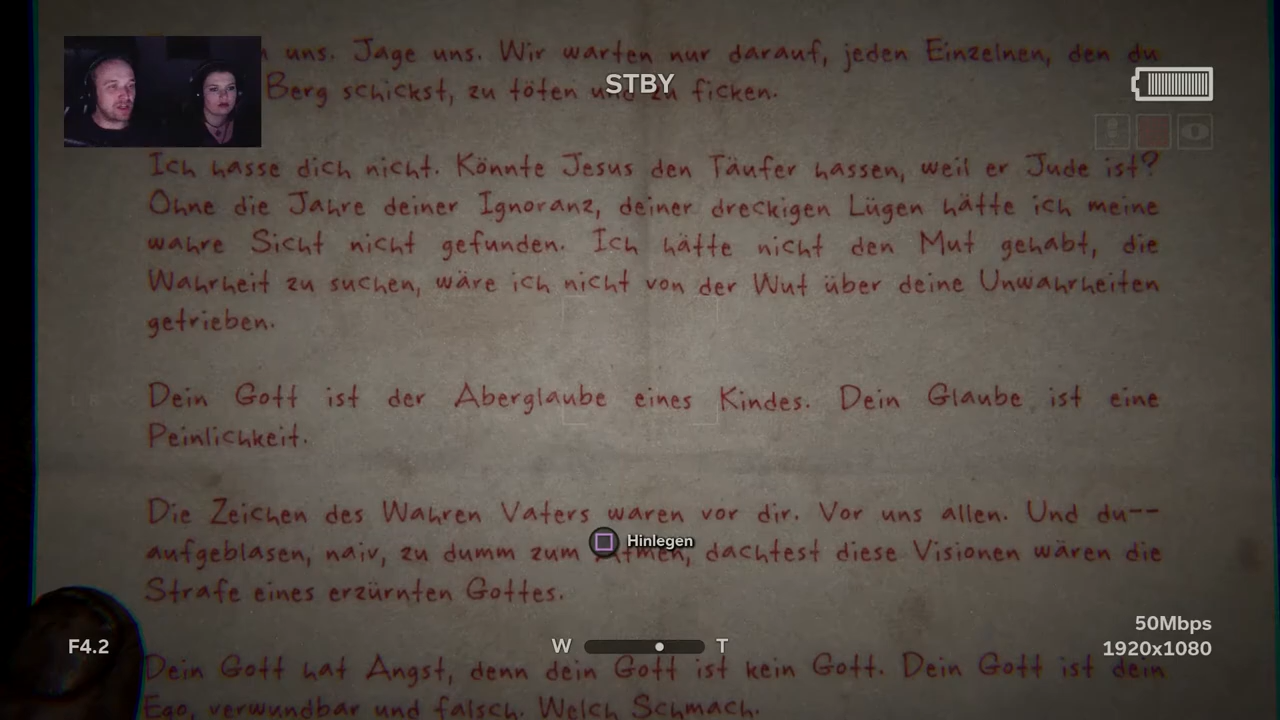 uns. Jage uns. Wir warten nur darauf, jeden Einzelnen, den du
STBY
Berg schickst, zu töten und zu ficken.
Ich hasse dich nicht. Könnte Jesus den Täufer hassen, weil er Jude ist?
Ohne die Jahre deiner Ignoranz, deiner dreckigen Lügen hätte ich meine
wahre Sicht nicht gefunden. Ich hätte nicht den Mut gehabt, die
Wahrheit zu suchen, wäre ich nicht von der Wut über deine Unwahrheiten
getrieben.
Dein Gott ist der Aberglaube eines Kindes. Dein Glaube ist eine
Peinlichkeit.
Die Zeichen des Wahren Vaters waren vor dir. Vor uns allen. Und du--
Hinlegen
aufgeblasen, naiv, zu dumm zum Atmen, dachtest diese Visionen wären die
Strafe eines erzürnten Gottes.
50Mbps
F4.2
W
T
1920x1080
Dein Gott hat Angst, denn dein Gott ist kein Gott. Dein Gott ist dein
Ego, verwundbar und falsch. Welch Schmach.